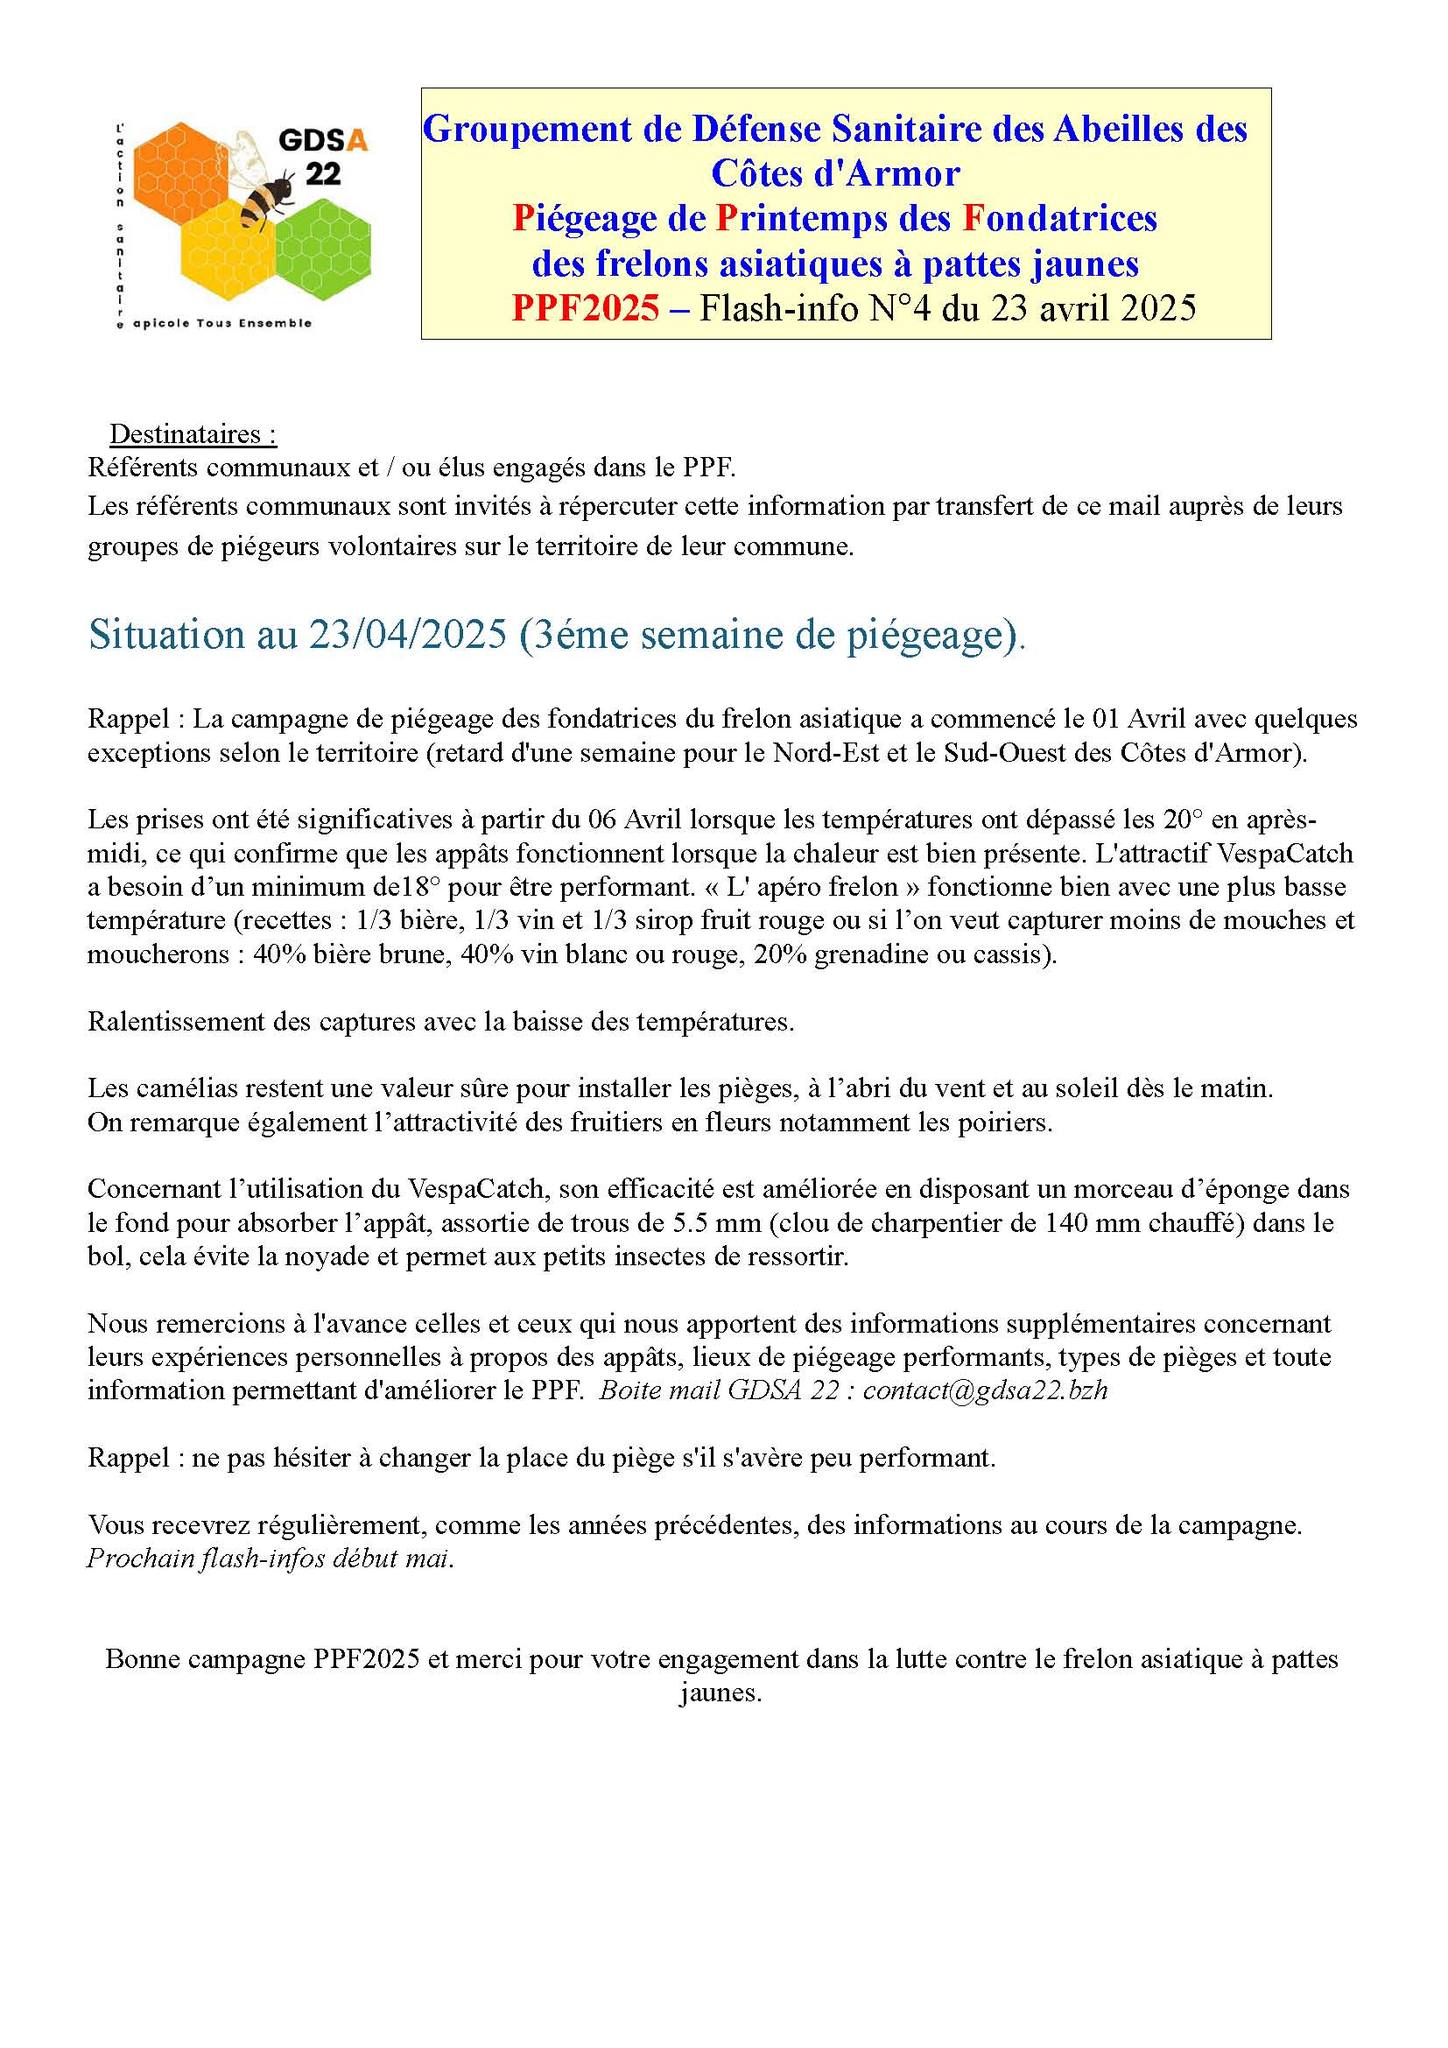 L'action sanitaire
GDSA
22
apicole Tous Ensemble
Groupement de Défense Sanitaire des Abeilles des
Côtes d'Armor
Piégeage de Printemps des Fondatrices
des frelons asiatiques à pattes jaunes
PPF2025 – Flash-info N°4 du 23 avril 2025
Destinataires :
Référents communaux et / ou élus engagés dans le PPF.
Les référents communaux sont invités à répercuter cette information par transfert de ce mail auprès de leurs
groupes de piégeurs volontaires sur le territoire de leur commune.
Situation au 23/04/2025 (3éme semaine de piégeage).
Rappel : La campagne de piégeage des fondatrices du frelon asiatique a commencé le 01 Avril avec quelques
exceptions selon le territoire (retard d'une semaine pour le Nord-Est et le Sud-Ouest des Côtes d'Armor).
Les prises ont été significatives à partir du 06 Avril lorsque les températures ont dépassé les 20° en après-
midi, ce qui confirme que les appâts fonctionnent lorsque la chaleur est bien présente. L'attractif VespaCatch
a besoin d’un minimum de18° pour être performant. « L' apéro frelon » fonctionne bien avec une plus basse
température (recettes : 1/3 bière, 1/3 vin et 1/3 sirop fruit rouge ou si l’on veut capturer moins de mouches et
moucherons : 40% bière brune, 40% vin blanc ou rouge, 20% grenadine ou cassis).
Ralentissement des captures avec la baisse des températures.
Les camélias restent une valeur sûre pour installer les pièges, à l’abri du vent et au soleil dès le matin.
On remarque également l’attractivité des fruitiers en fleurs notamment les poiriers.
Concernant l’utilisation du VespaCatch, son efficacité est améliorée en disposant un morceau d’éponge dans
le fond pour absorber l’appât, assortie de trous de 5.5 mm (clou de charpentier de 140 mm chauffé) dans le
bol, cela évite la noyade et permet aux petits insectes de ressortir.
Nous remercions à l'avance celles et ceux qui nous apportent des informations supplémentaires concernant
leurs expériences personnelles à propos des appâts, lieux de piégeage performants, types de pièges et toute
information permettant d'améliorer le PPF. Boite mail GDSA 22 : contact@gdsa22.bzh
Rappel : ne pas hésiter à changer la place du piège s'il s'avère peu performant.
Vous recevrez régulièrement, comme les années précédentes, des informations au cours de la campagne.
Prochain flash-infos début mai.
Bonne campagne PPF2025 et merci pour votre engagement dans la lutte contre le frelon asiatique à pattes
jaunes.